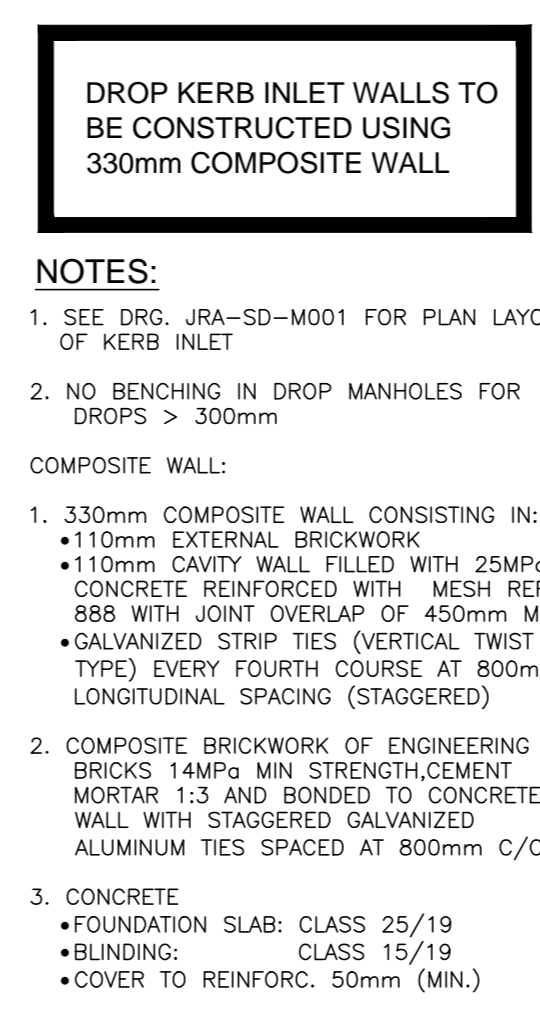 DROP KERB INLET WALLS TO
BE CONSTRUCTED USING
330mm COMPOSITE WALL
NOTES:
1. SEE DRG. JRA-SD-M001 FOR PLAN
OF KERB INLET
2. NO BENCHING IN DROP MANHOLES FOR
DROPS > 300mm
COMPOSITE WALL:
1. 330mm COMPOSITE WALL CONSISTING IN:
•110mm EXTERNAL BRICKWORK
•110mm CAVITY WALL FILLED WITH 25MPa
CONCRETE REINFORCED WITH MESH REF
888 WITH JOINT OVERLAP OF 450mm
•GALVANIZED STRIP TIES (VERTICAL TWIST
TYPE) EVERY FOURTH COURSE AT
LONGITUDINAL SPACING (STAGGERED)
2. COMPOSITE BRICKWORK OF ENGINEERING
BRICKS 14MPa MIN STRENGTH,CEMENT
MORTAR 1:3 AND BONDED TO CONCRETE
WALL WITH STAGGERED GALVANIZED
ALUMINUM TIES SPACED AT 800mm C/C
3. CONCRETE
•FOUNDATION SLAB: CLASS 25/19
•BLINDING: CLASS 15/19
•COVER TO REINFORC. 50mm (MIN.)